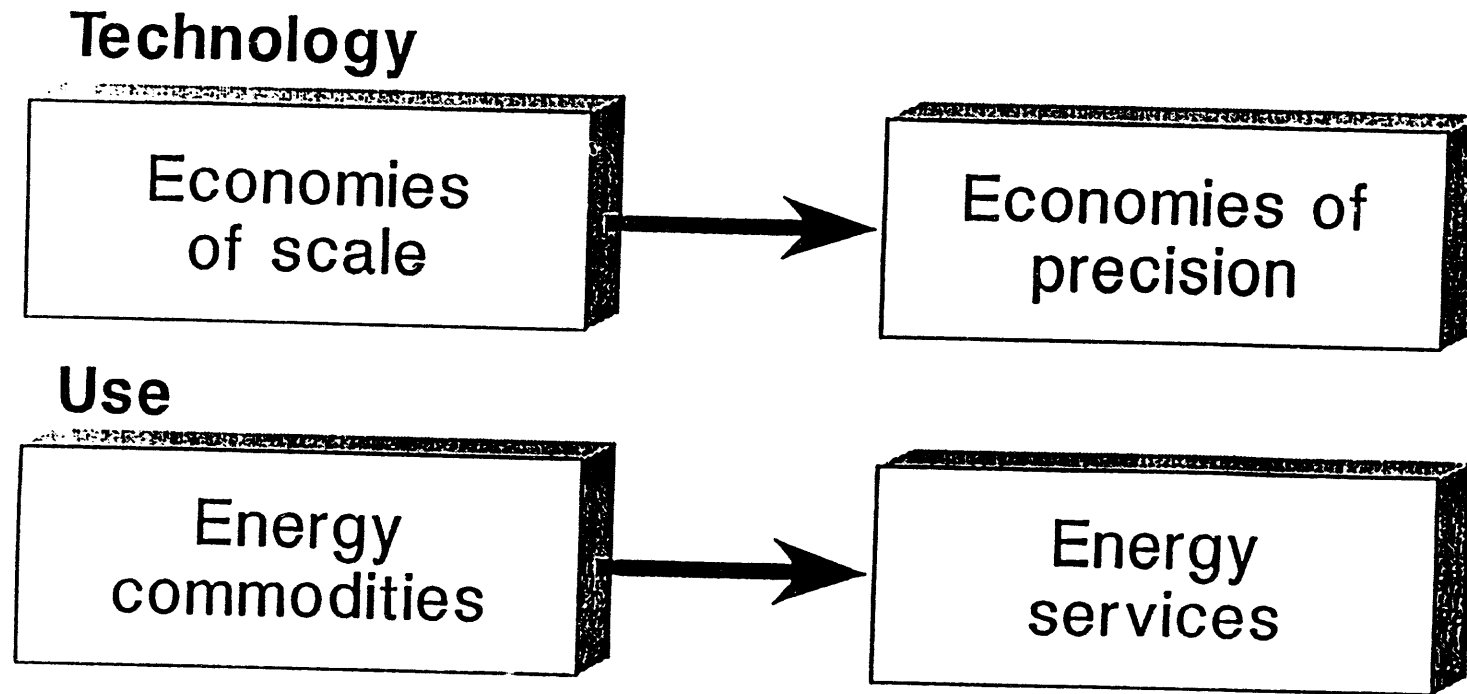 Technology
Economies
of scale
Economies of
precision
Use
Energy
commodities
Energy
services